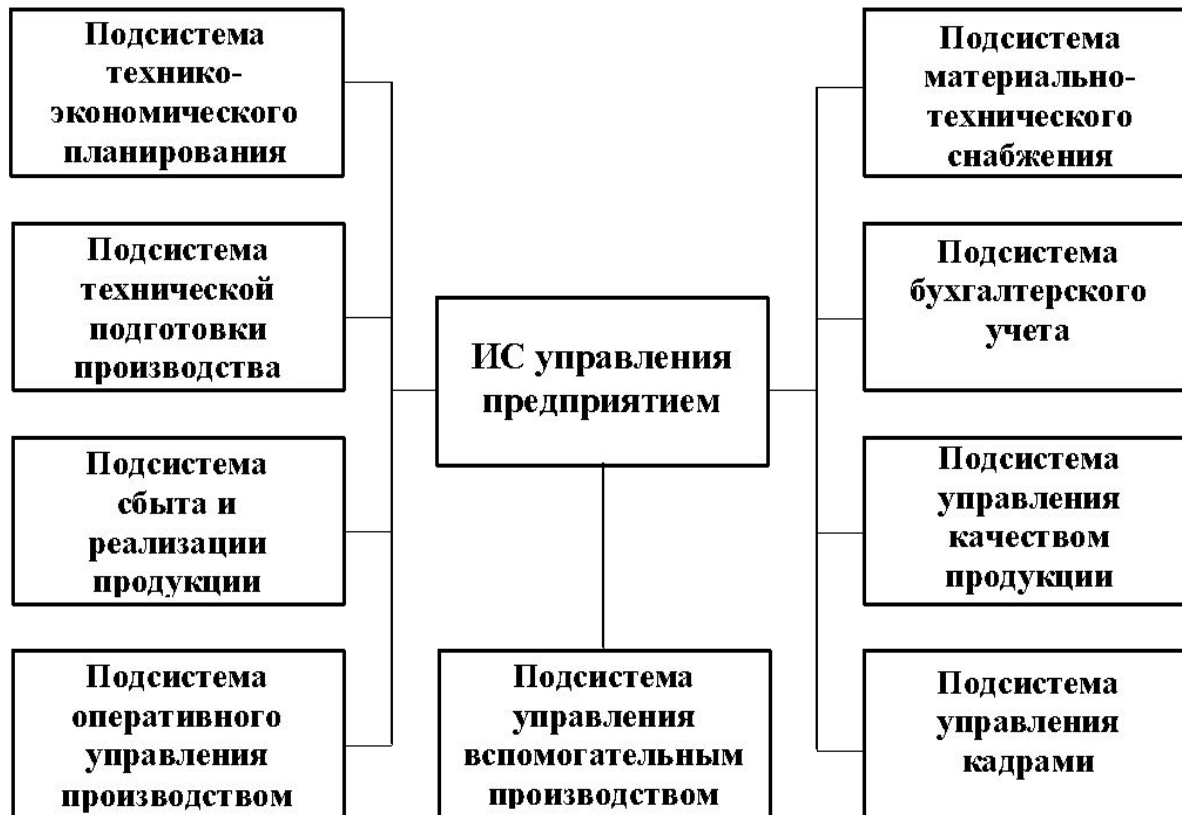 Подсистема
технико-
экономического
планирования
Подсистема
технической
подготовки
производства
Подсистема
сбыта и
реализации
продукции
Подсистема
оперативного
управления
производством
ИС управления
предприятием
Подсистема
управления
вспомогательным
производством
Подсистема
материально-
технического
снабжения
Подсистема
бухгалтерского
учета
Подсистема
управления
качеством
продукции
Подсистема
управления
кадрами